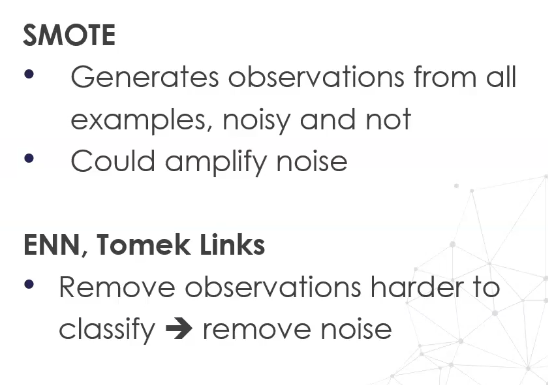 SMOTE
• Generates observations from all
examples, noisy and not
• Could amplify noise
ENN, Tomek Links
• Remove observations harder to
classify ➔ remove noise